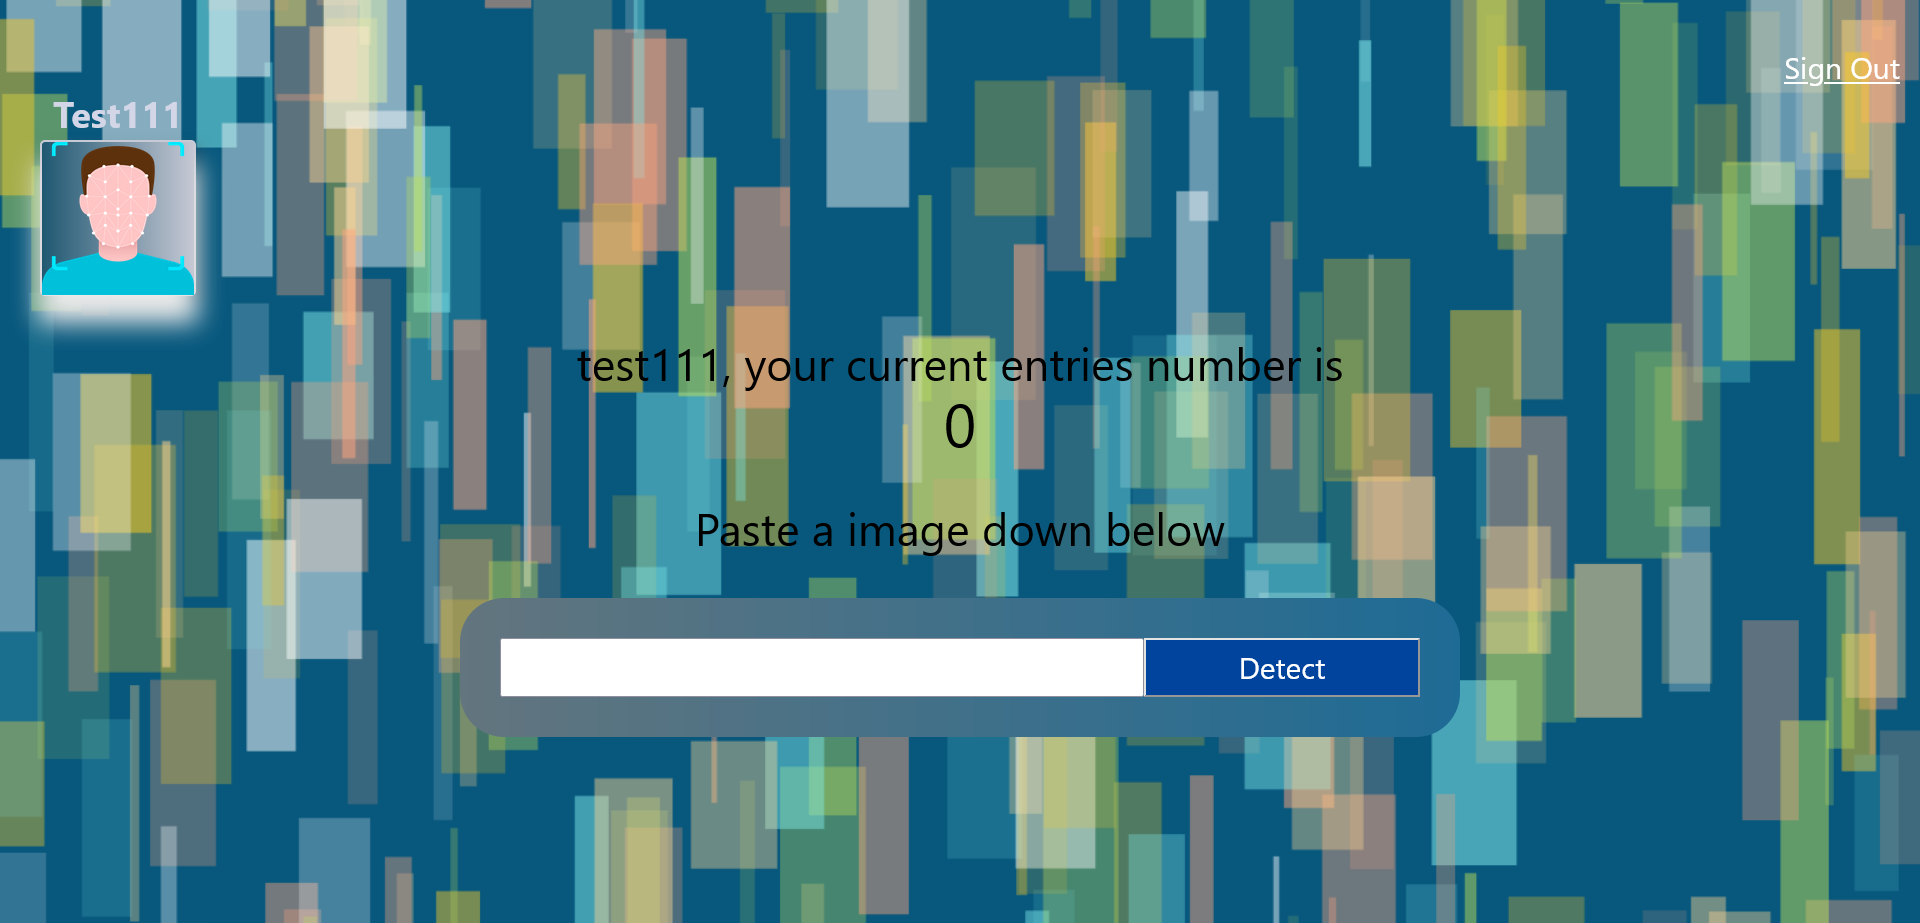 Sign Out
Test111
test111, your current entries number is
0
Paste a image down below
Detect